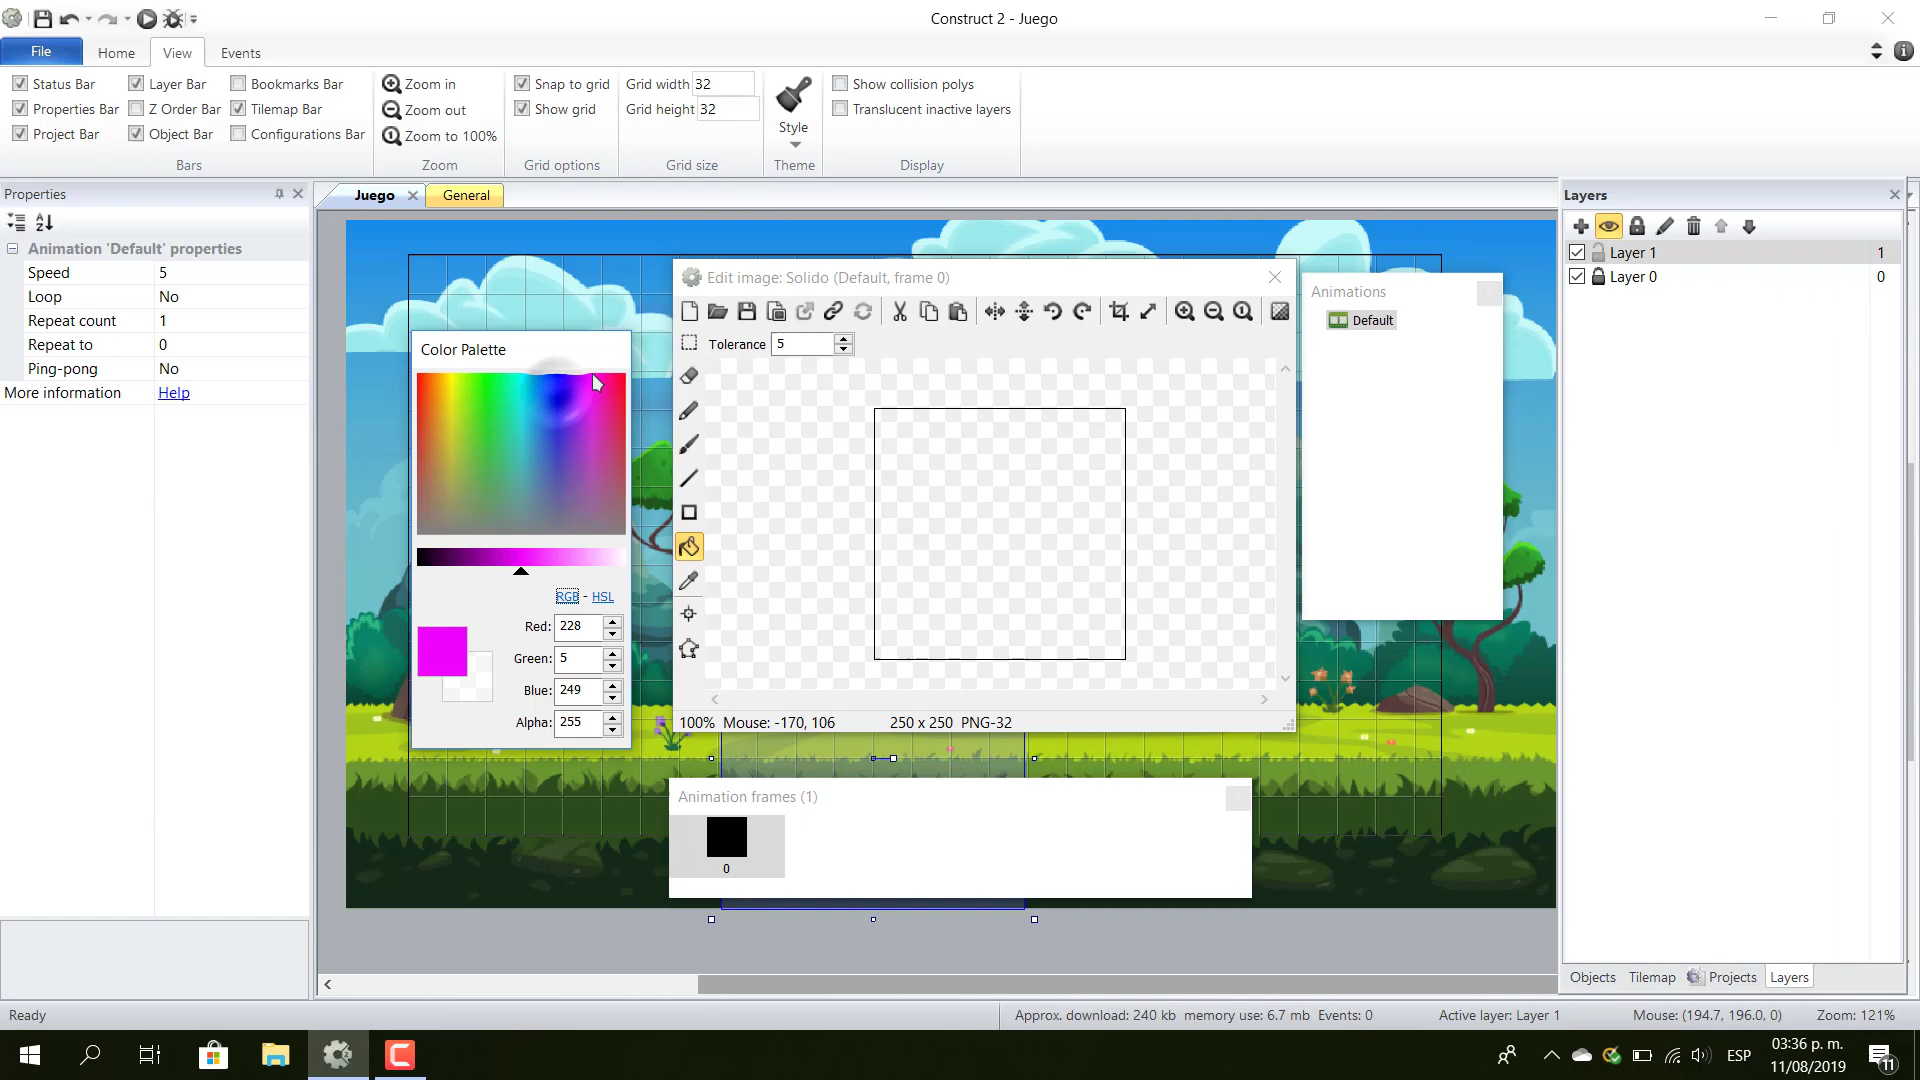 Construct 2 - Juego
File Home View Events
Status Bar Layer Bar Bookmarks Bar
Properties Bar Z Order Bar Tilemap Bar
Project Bar Object Bar Configurations Bar
Bars
Zoom in
Zoom out
Zoom to 100%
Zoom
Snap to grid
Show grid
Grid options
Grid width 32
Grid height 32
Grid size
Style
Theme
Show collision polys
Translucent inactive layers
Display
Properties
Animation 'Default' properties
Speed 5
Loop No
Repeat count 1
Repeat to 0
Ping-pong No
More information Help
Juego General
Color Palette
RGB - HSL
Red: 228
Green: 5
Blue: 249
Alpha: 255
Edit image: Solido (Default, frame 0)
Tolerance 5
100% Mouse: -170, 106 250 x 250 PNG-32
Animation frames (1)
0
Animations
Default
Layers
Layer 1 1
Layer 0 0
Objects Tilemap Projects Layers
Ready
Approx. download: 240 kb memory use: 6.7 mb Events: 0 Active layer: Layer 1 Mouse: (194.7, 196.0, 0) Zoom: 121%
ESP
03:36 p. m.
11/08/2019
11